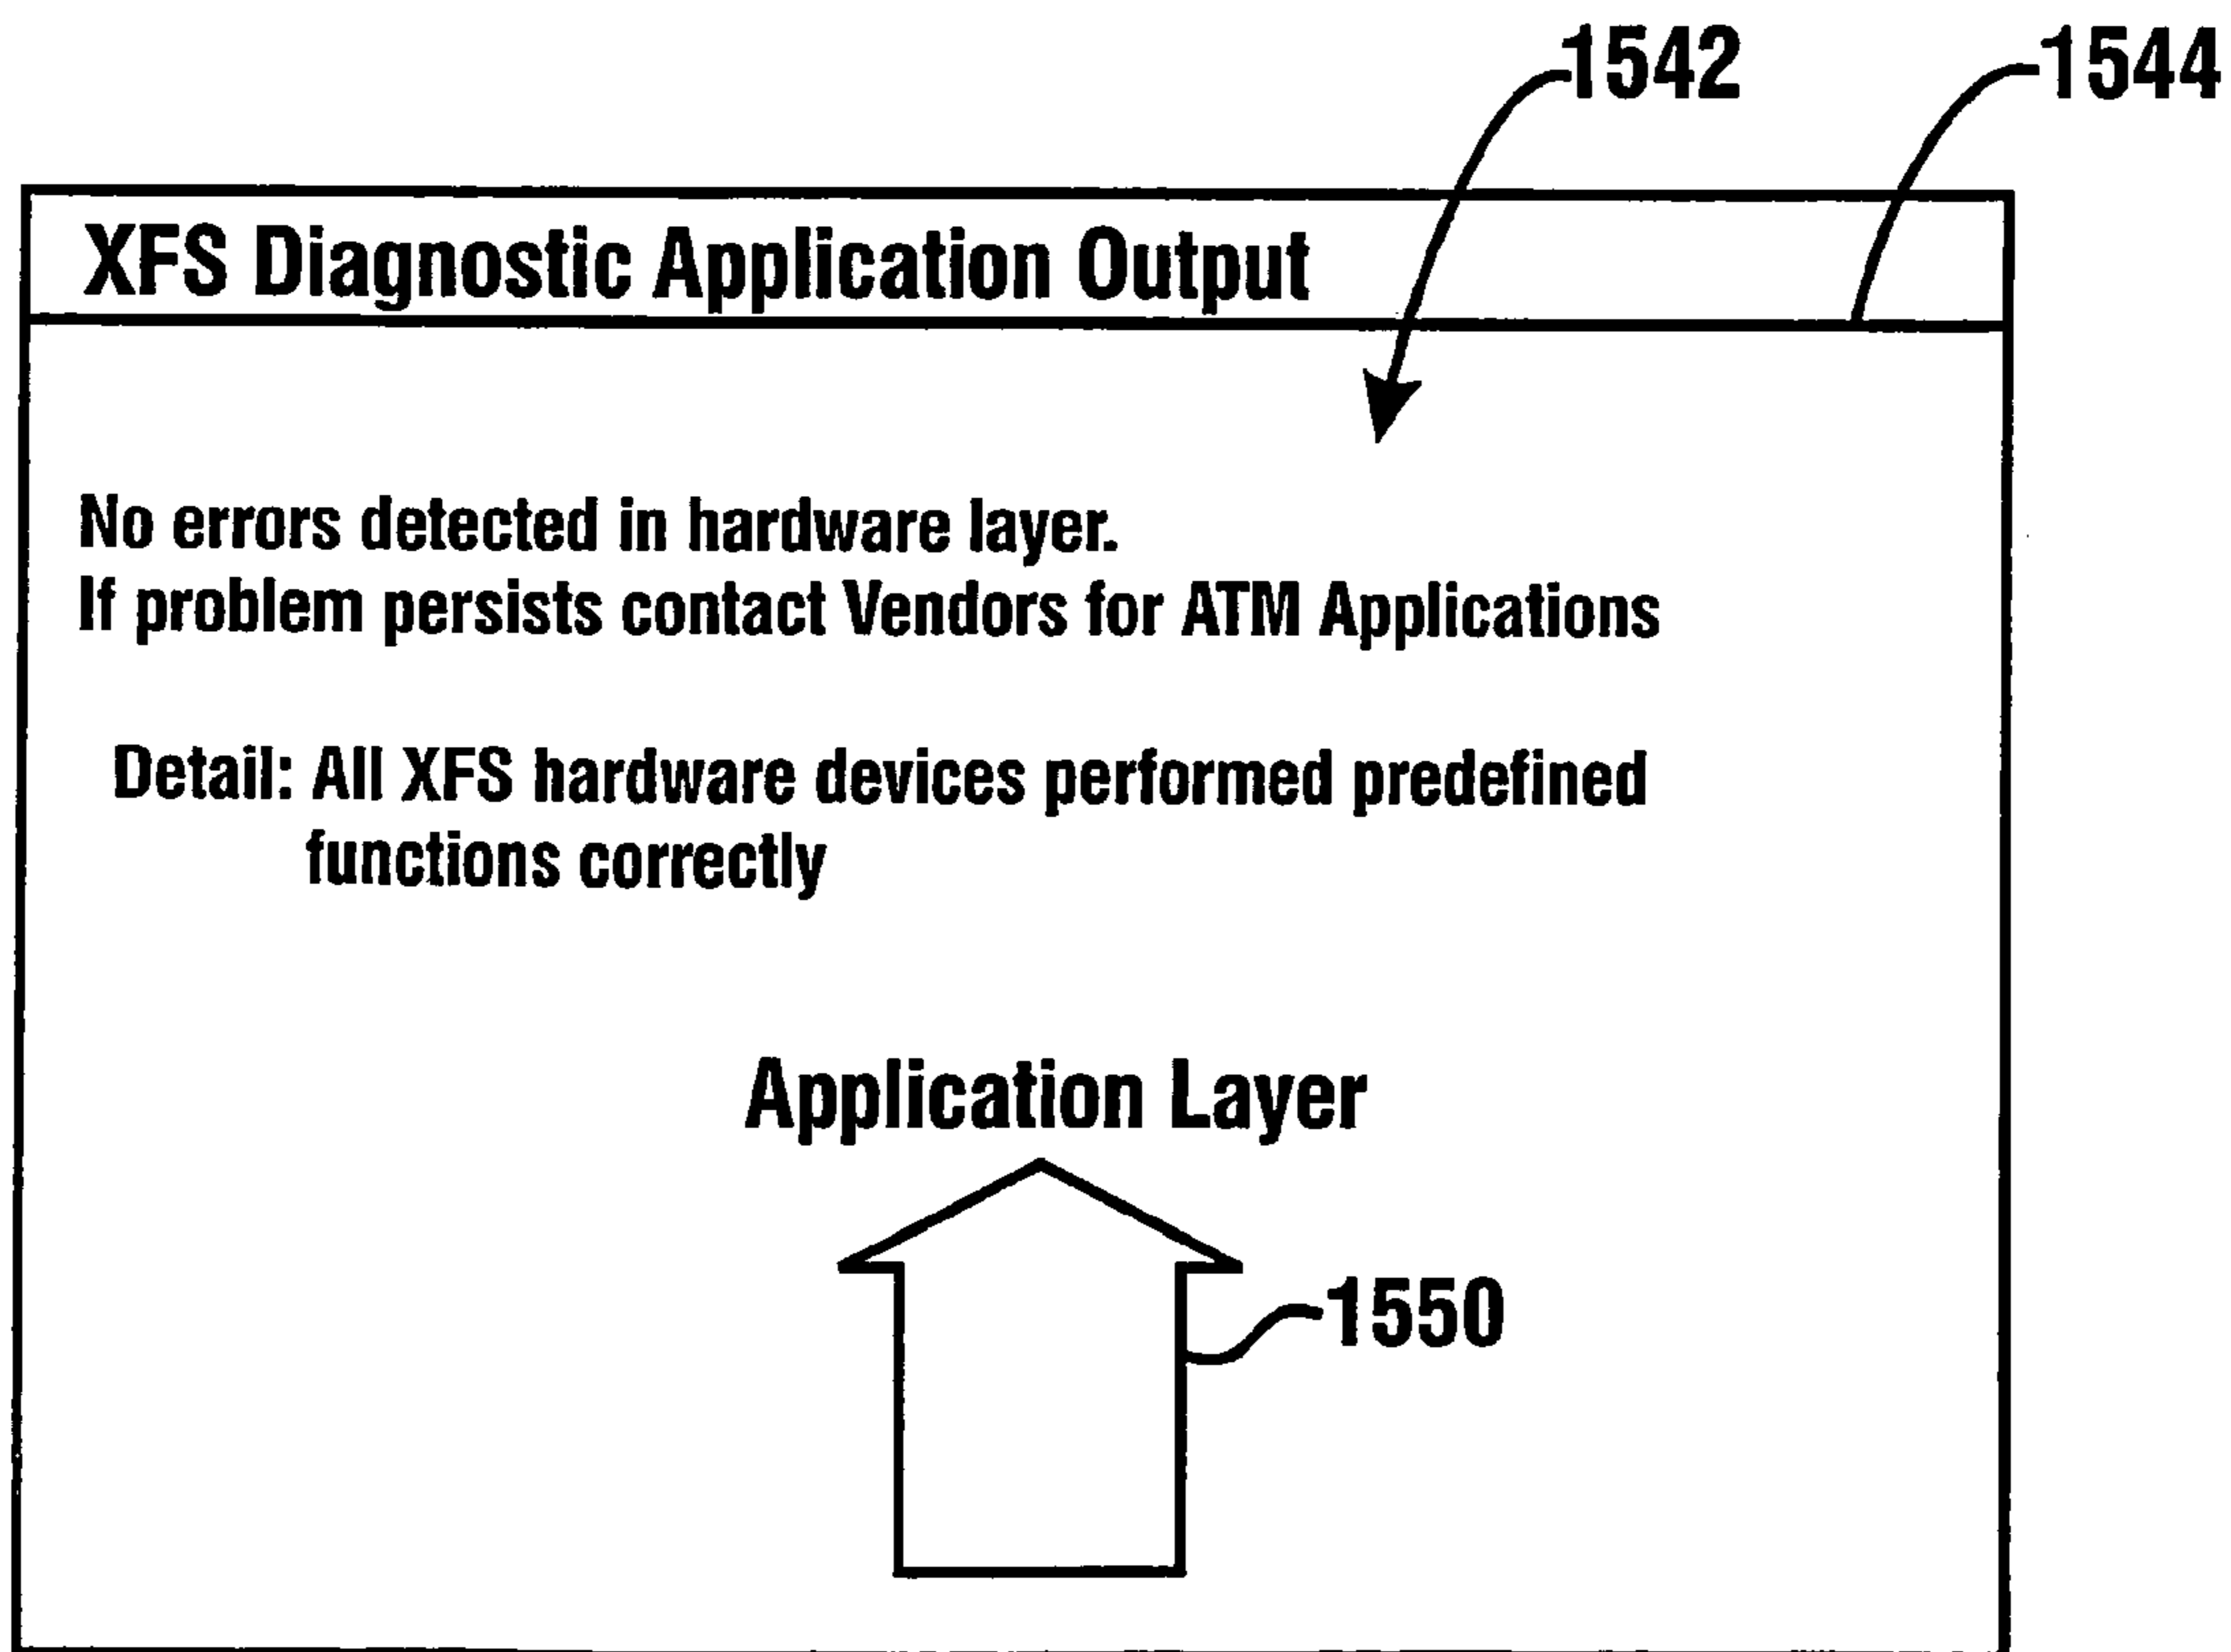 1542
1544
XFS Diagnostic Application Output
No errors detected in hardware layer.
If problem persists contact Vendors for ATM Applications
Detail: All XFS hardware devices performed predefined
functions correctly
Application Layer
1550